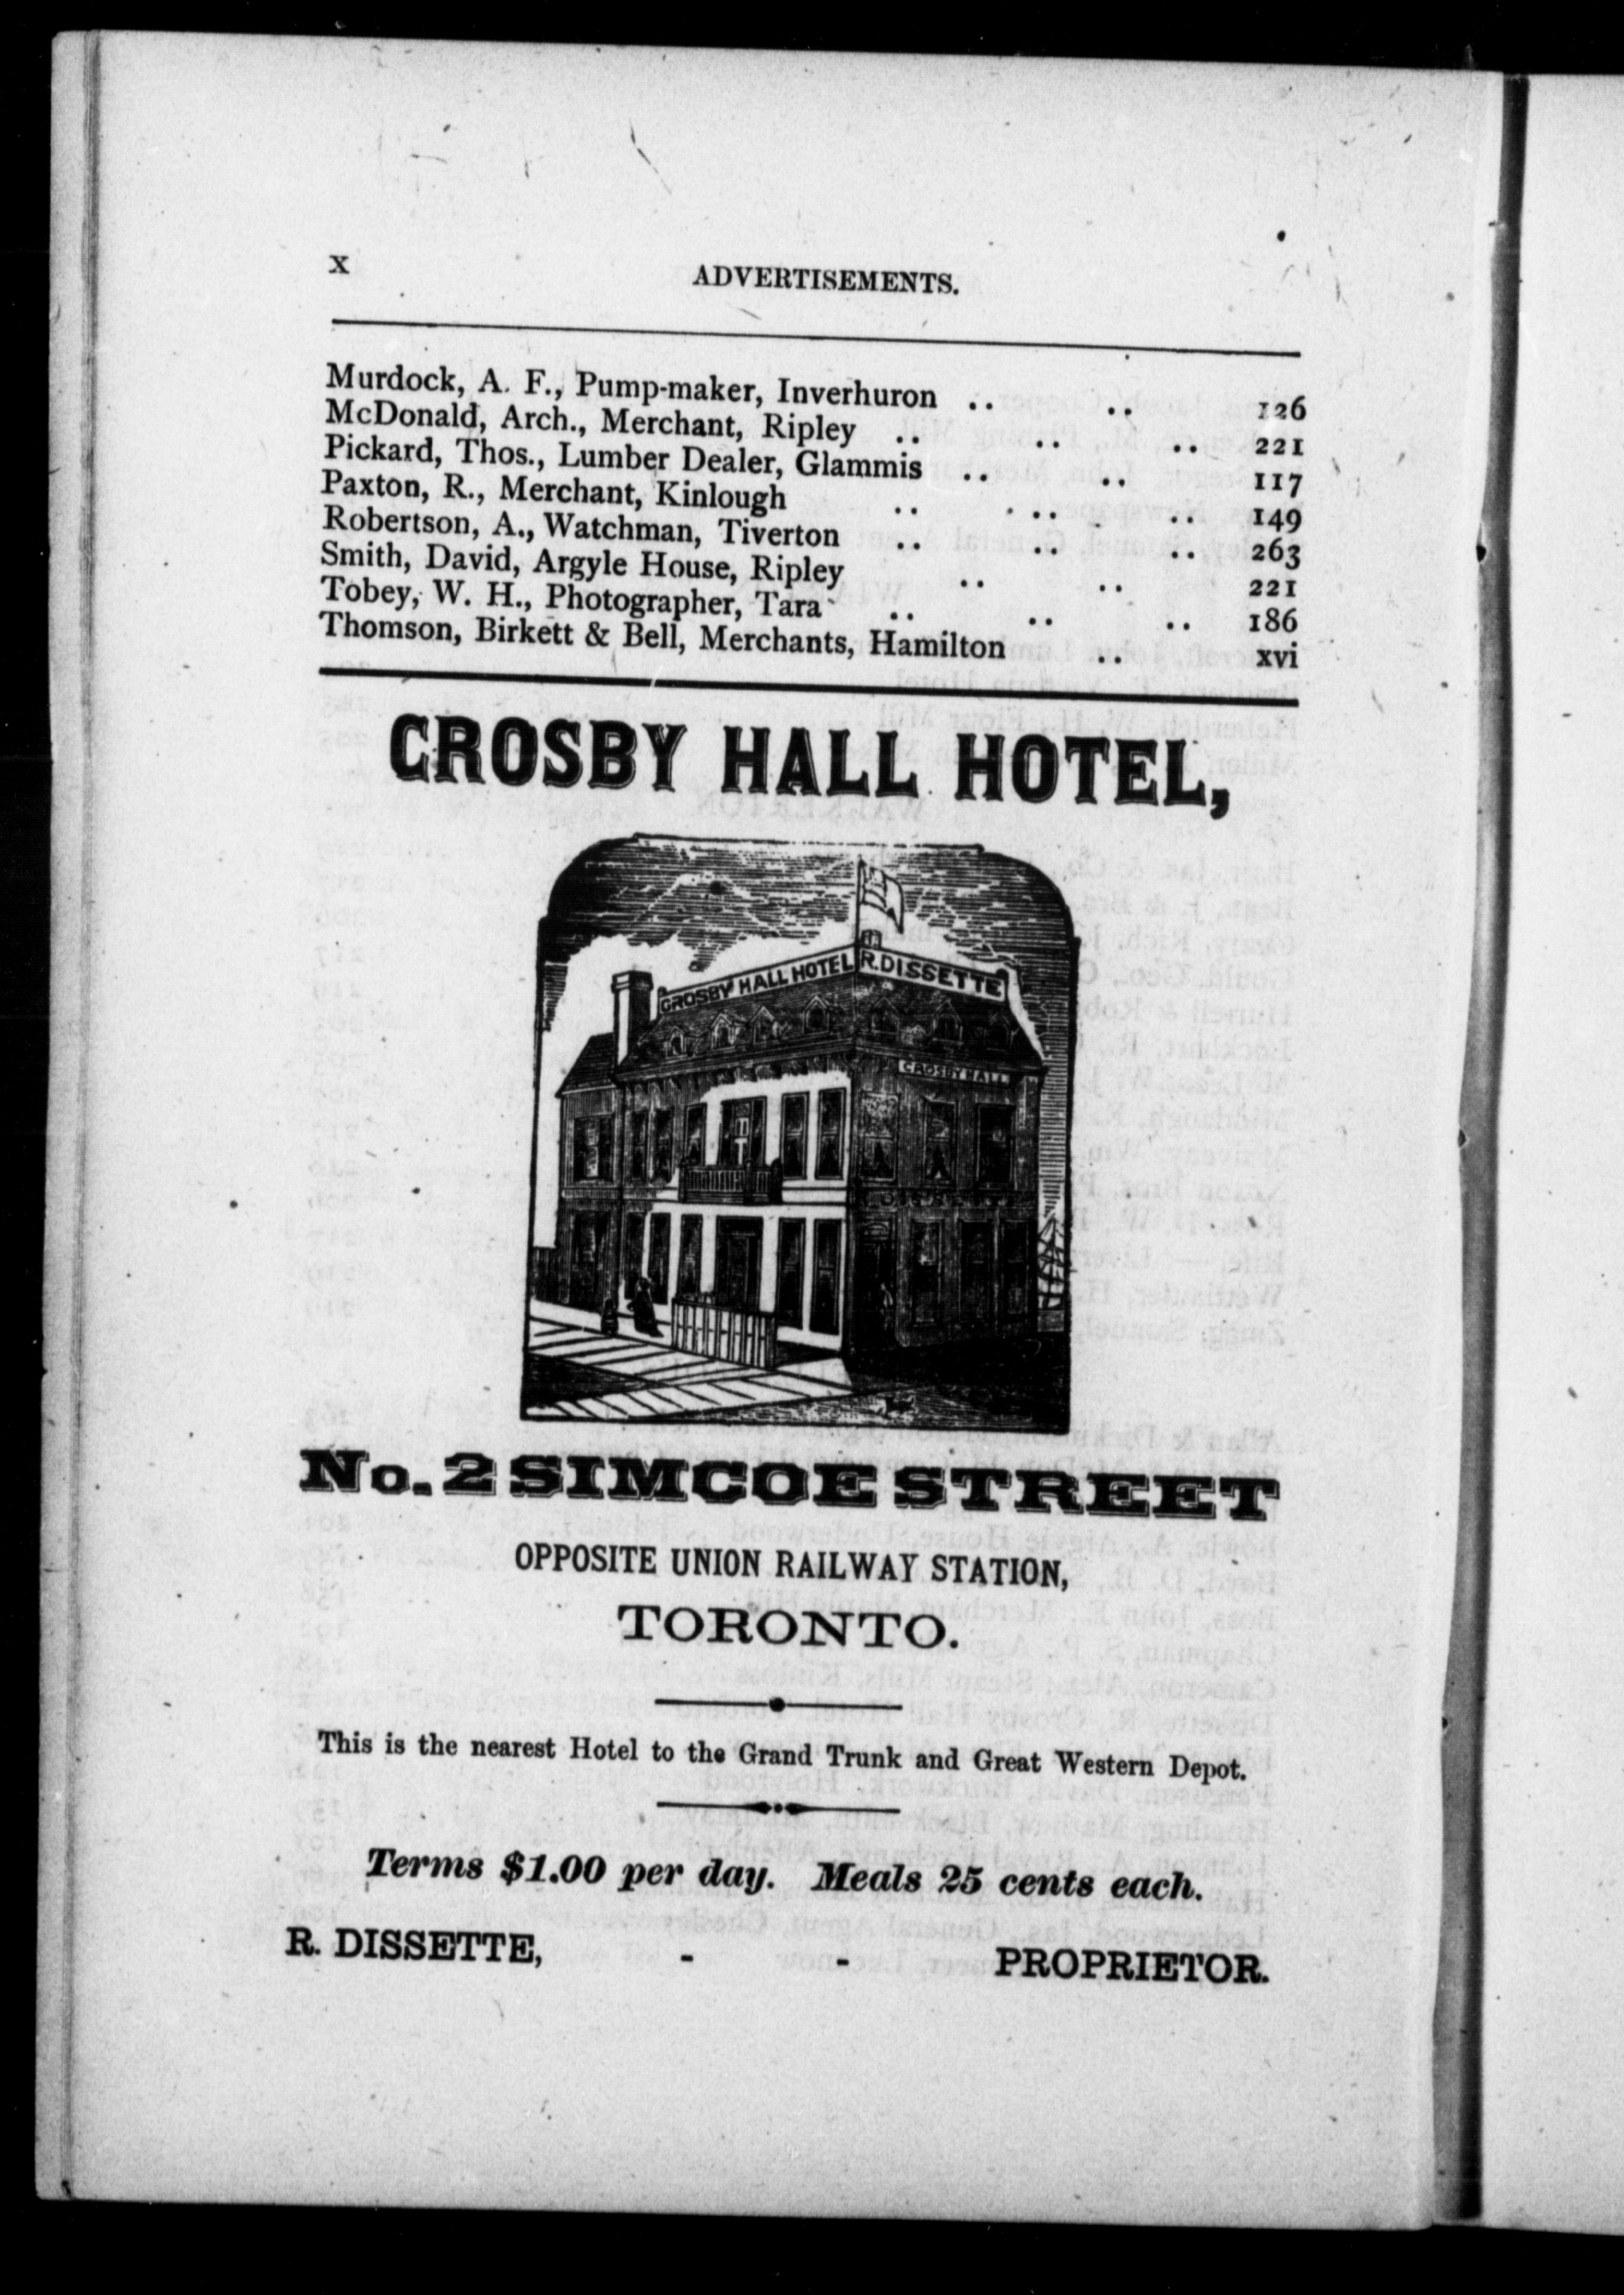 x
ADVERTISEMENTS.
Murdock, A. F., Pump-maker, Inverhuron .. .. 126
McDonald, Arch., Merchant, Ripley .. .. .. 221
Pickard, Thos., Lumber Dealer, Glammis .. .. 117
Paxton, R., Merchant, Kinlough .. .. .. 149
Robertson, A., Watchman, Tiverton .. .. .. 263
Smith, David, Argyle House, Ripley .. .. 221
Tobey, W. H., Photographer, Tara .. .. .. 186
Thomson, Birkett & Bell, Merchants, Hamilton .. xvi
CROSBY HALL HOTEL,
CROSBY HALL HOTEL R. DISSETTE
CROSBY HALL
No. 2 SIMCOE STREET
OPPOSITE UNION RAILWAY STATION,
TORONTO.
This is the nearest Hotel to the Grand Trunk and Great Western Depot.
Terms $1.00 per day. Meals 25 cents each.
R. DISSETTE, - - PROPRIETOR.